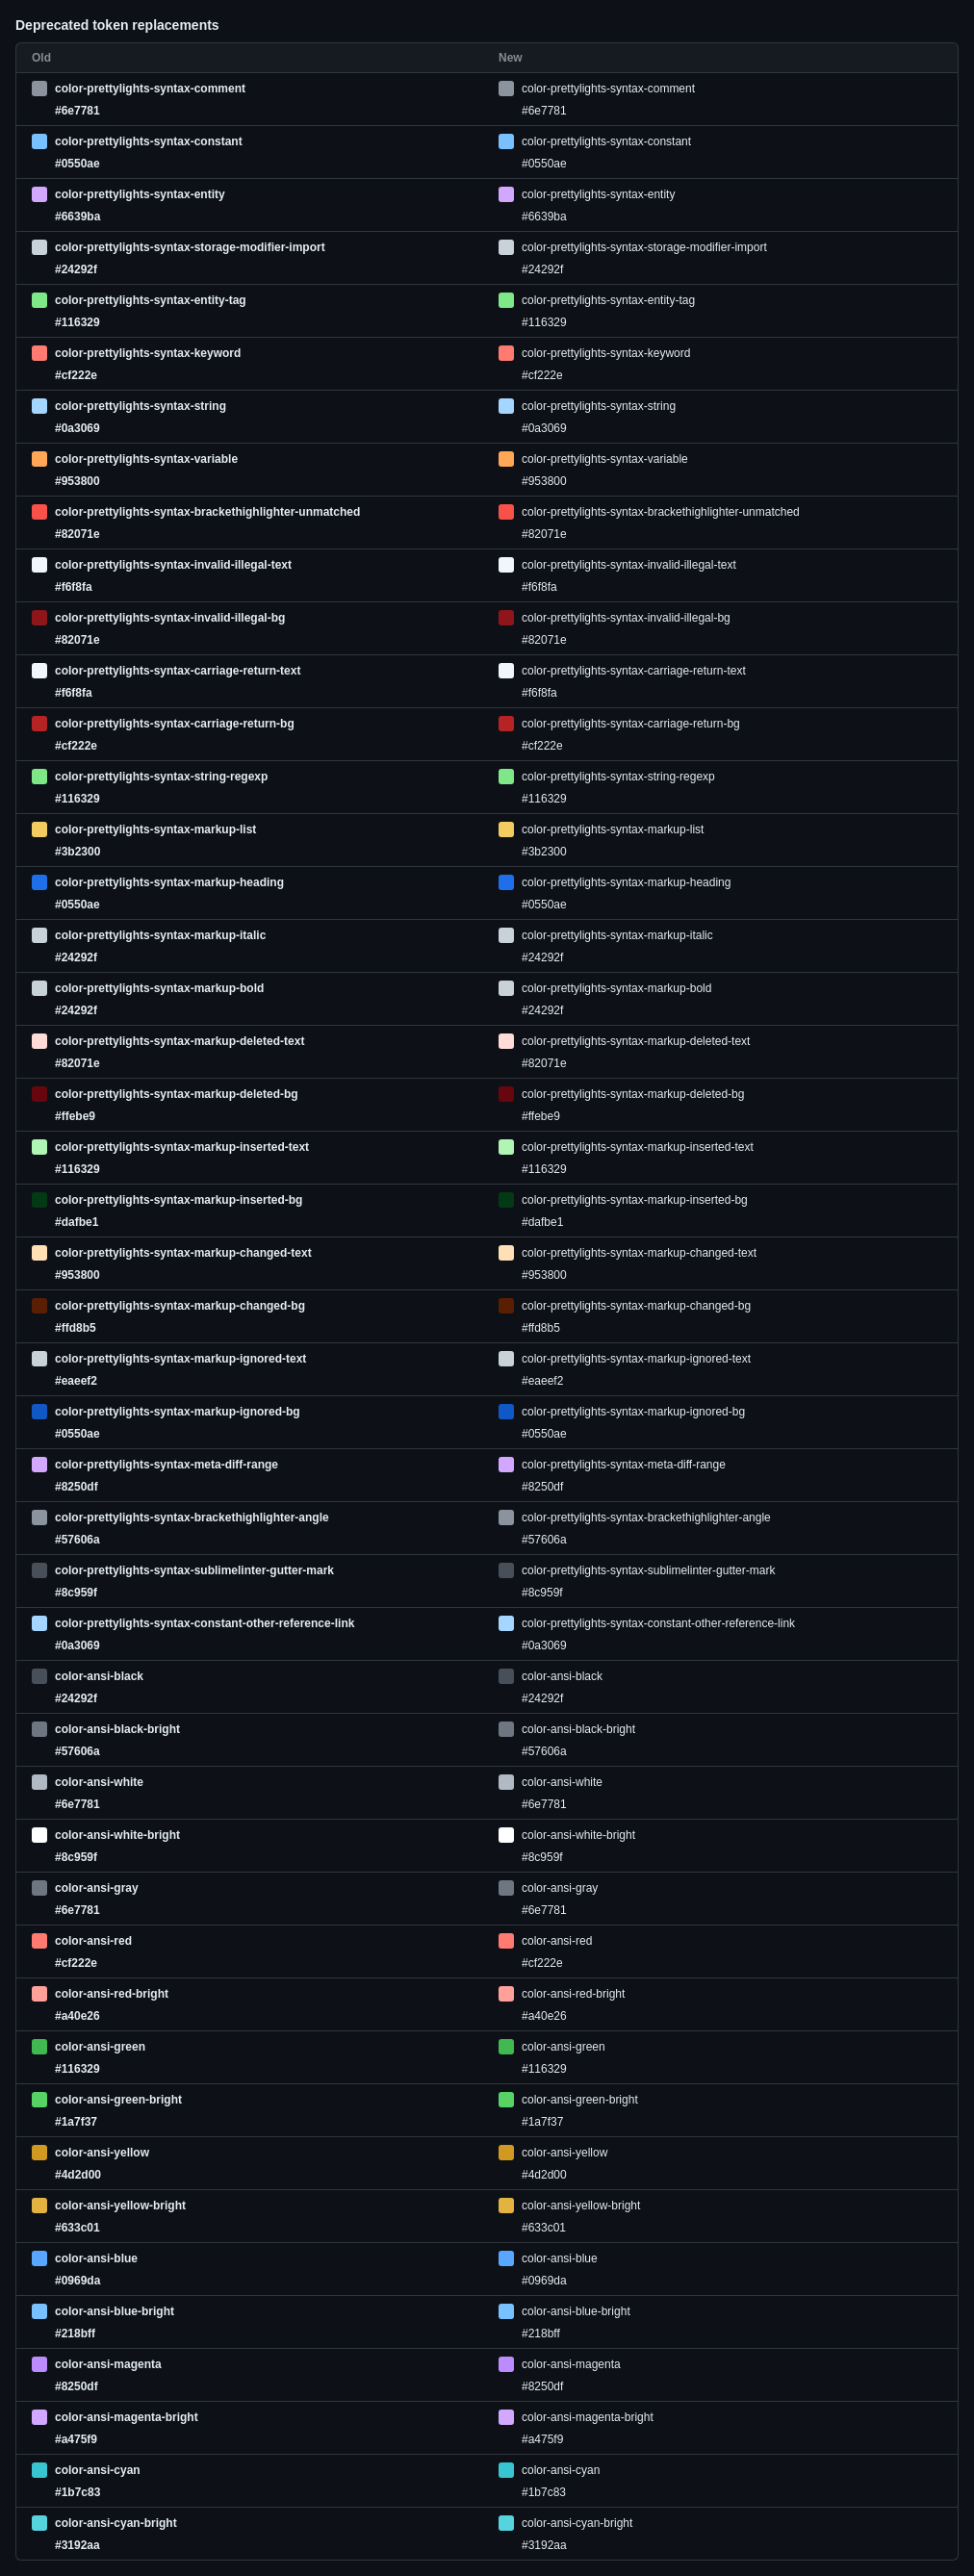 Deprecated token replacements
Old New
color-prettylights-syntax-comment color-prettylights-syntax-comment
#6e7781 #6e7781
color-prettylights-syntax-constant color-prettylights-syntax-constant
#0550ae #0550ae
color-prettylights-syntax-entity color-prettylights-syntax-entity
#6639ba #6639ba
color-prettylights-syntax-storage-modifier-import color-prettylights-syntax-storage-modifier-import
#24292f #24292f
color-prettylights-syntax-entity-tag color-prettylights-syntax-entity-tag
#116329 #116329
color-prettylights-syntax-keyword color-prettylights-syntax-keyword
#cf222e #cf222e
color-prettylights-syntax-string color-prettylights-syntax-string
#0a3069 #0a3069
color-prettylights-syntax-variable color-prettylights-syntax-variable
#953800 #953800
color-prettylights-syntax-brackethighlighter-unmatched color-prettylights-syntax-brackethighlighter-unmatched
#82071e #82071e
color-prettylights-syntax-invalid-illegal-text color-prettylights-syntax-invalid-illegal-text
#f6f8fa #f6f8fa
color-prettylights-syntax-invalid-illegal-bg color-prettylights-syntax-invalid-illegal-bg
#82071e #82071e
color-prettylights-syntax-carriage-return-text color-prettylights-syntax-carriage-return-text
#f6f8fa #f6f8fa
color-prettylights-syntax-carriage-return-bg color-prettylights-syntax-carriage-return-bg
#cf222e #cf222e
color-prettylights-syntax-string-regexp color-prettylights-syntax-string-regexp
#116329 #116329
color-prettylights-syntax-markup-list color-prettylights-syntax-markup-list
#3b2300 #3b2300
color-prettylights-syntax-markup-heading color-prettylights-syntax-markup-heading
#0550ae #0550ae
color-prettylights-syntax-markup-italic color-prettylights-syntax-markup-italic
#24292f #24292f
color-prettylights-syntax-markup-bold color-prettylights-syntax-markup-bold
#24292f #24292f
color-prettylights-syntax-markup-deleted-text color-prettylights-syntax-markup-deleted-text
#82071e #82071e
color-prettylights-syntax-markup-deleted-bg color-prettylights-syntax-markup-deleted-bg
#ffebe9 #ffebe9
color-prettylights-syntax-markup-inserted-text color-prettylights-syntax-markup-inserted-text
#116329 #116329
color-prettylights-syntax-markup-inserted-bg color-prettylights-syntax-markup-inserted-bg
#dafbe1 #dafbe1
color-prettylights-syntax-markup-changed-text color-prettylights-syntax-markup-changed-text
#953800 #953800
color-prettylights-syntax-markup-changed-bg color-prettylights-syntax-markup-changed-bg
#ffd8b5 #ffd8b5
color-prettylights-syntax-markup-ignored-text color-prettylights-syntax-markup-ignored-text
#eaeef2 #eaeef2
color-prettylights-syntax-markup-ignored-bg color-prettylights-syntax-markup-ignored-bg
#0550ae #0550ae
color-prettylights-syntax-meta-diff-range color-prettylights-syntax-meta-diff-range
#8250df #8250df
color-prettylights-syntax-brackethighlighter-angle color-prettylights-syntax-brackethighlighter-angle
#57606a #57606a
color-prettylights-syntax-sublimelinter-gutter-mark color-prettylights-syntax-sublimelinter-gutter-mark
#8c959f #8c959f
color-prettylights-syntax-constant-other-reference-link color-prettylights-syntax-constant-other-reference-link
#0a3069 #0a3069
color-ansi-black color-ansi-black
#24292f #24292f
color-ansi-black-bright color-ansi-black-bright
#57606a #57606a
color-ansi-white color-ansi-white
#6e7781 #6e7781
color-ansi-white-bright color-ansi-white-bright
#8c959f #8c959f
color-ansi-gray color-ansi-gray
#6e7781 #6e7781
color-ansi-red color-ansi-red
#cf222e #cf222e
color-ansi-red-bright color-ansi-red-bright
#a40e26 #a40e26
color-ansi-green color-ansi-green
#116329 #116329
color-ansi-green-bright color-ansi-green-bright
#1a7f37 #1a7f37
color-ansi-yellow color-ansi-yellow
#4d2d00 #4d2d00
color-ansi-yellow-bright color-ansi-yellow-bright
#633c01 #633c01
color-ansi-blue color-ansi-blue
#0969da #0969da
color-ansi-blue-bright color-ansi-blue-bright
#218bff #218bff
color-ansi-magenta color-ansi-magenta
#8250df #8250df
color-ansi-magenta-bright color-ansi-magenta-bright
#a475f9 #a475f9
color-ansi-cyan color-ansi-cyan
#1b7c83 #1b7c83
color-ansi-cyan-bright color-ansi-cyan-bright
#3192aa #3192aa